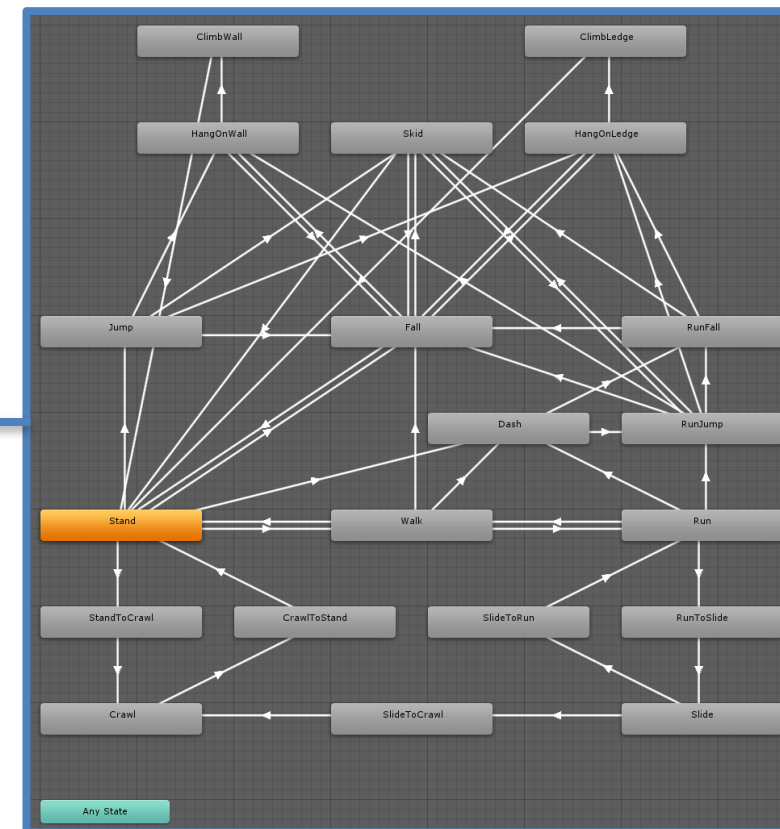 ClimbWall
ClimbLedge
HangOnWall
Skid
HangOnLedge
Jump
Fall
RunFall
Dash
RunJump
Stand
Walk
Run
StandToCrawl
CrawlToStand
SlideToRun
RunToSlide
Crawl
SlideToCrawl
Slide
Any State